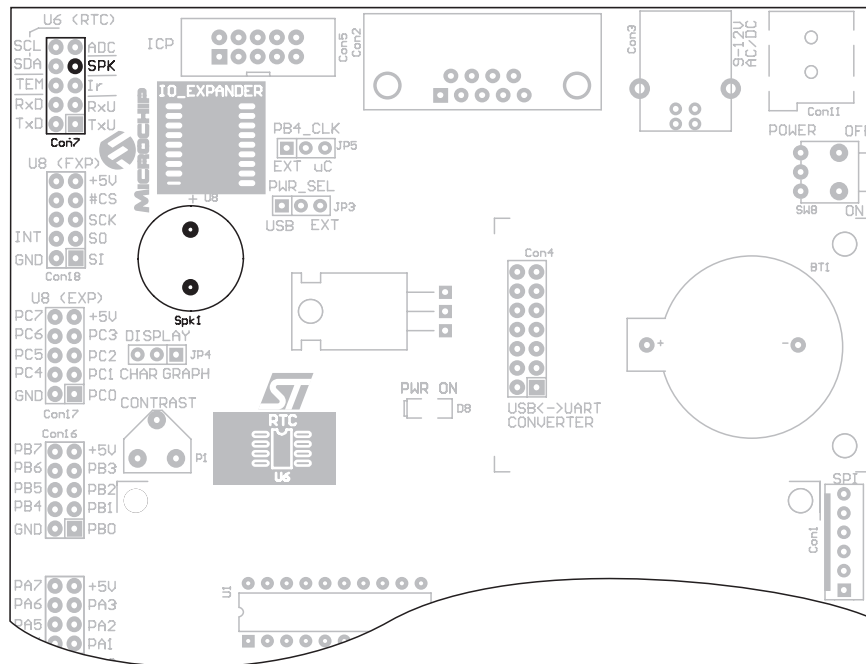 U6 (RTC)
SCL ADC
SDA SPK
TEM Ir
RxD RxU
TxD TxU
Con7
ICP
Con5
Con2
Con3
9-12V
AC/DC
Con11
IO_EXPANDER
+ U8
MICROCHIP
PB4_CLK
JP5
EXT uC
PWR_SEL
JP3
USB EXT
POWER OFF
SW8 ON
U8 (FXP)
+5V
#CS
SCK
INT SO
GND SI
Con18
Spk1
Con4
BT1
+ -
U8 (EXP)
PC7 +5V
PC6 PC3
PC5 PC2
PC4 PC1
GND PC0
Con17
DISPLAY
JP4
CHAR GRAPH
CONTRAST
P1
ST
RTC
U6
PWR ON
D8
USB<->UART
CONVERTER
Con16
PB7 +5V
PB6 PB3
PB5 PB2
PB4 PB1
GND PB0
SPI
Con1
PA7 +5V
PA6 PA3
PA5 PA2
PA1
U1